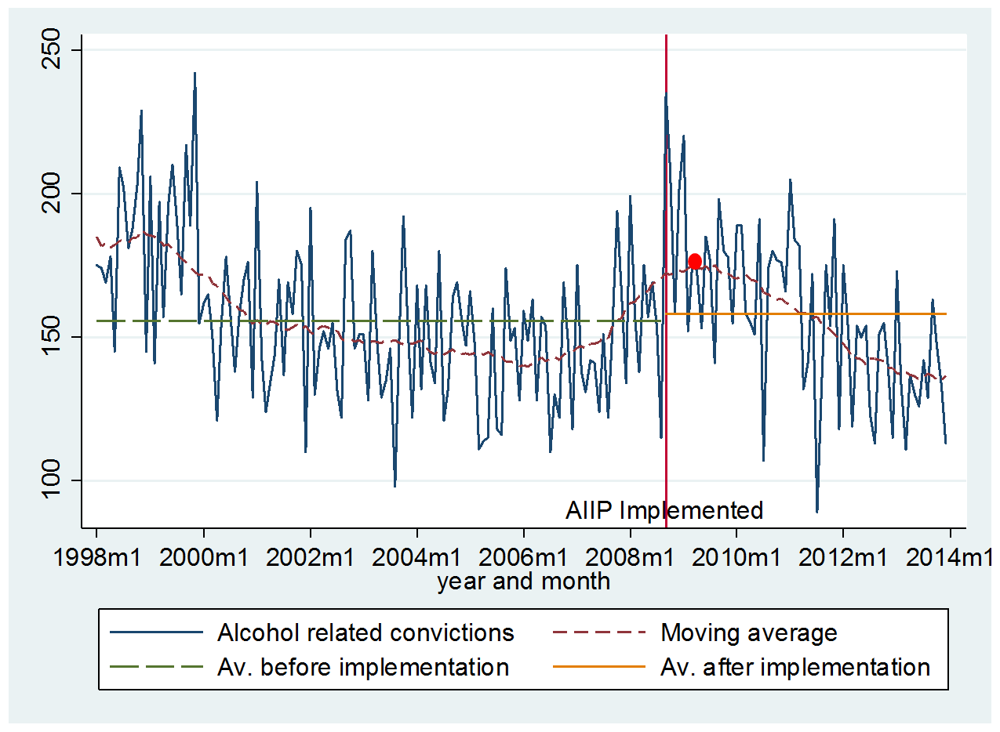 250
200
150
100
AIIP Implemented
1998m1 2000m1 2002m1 2004m1 2006m1 2008m1 2010m1 2012m1 2014m1
year and month
Alcohol related convictions Moving average
Av. before implementation Av. after implementation